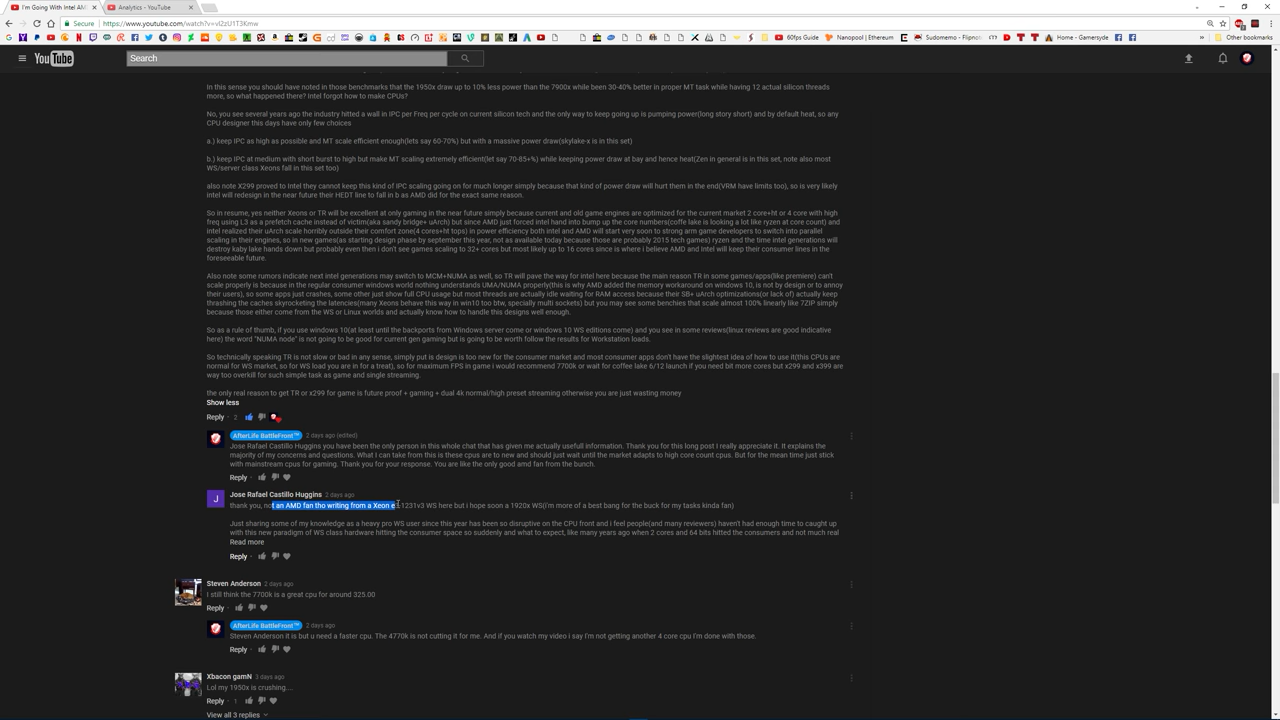 I'm Going With Intel AM
Analytics - YouTube
Secure
https://www.youtube.com/watch?v=vl2zU1T3Kmw
60fps Guide
Nanopool | Ethereum
Sudomemo - Flipnot
Home - Gamersyde
Other bookmarks
YouTube
Search
In this sense you should have noted in those benchmarks that the 1950x draw up to 10% less power than the 7900x while been 30-40% better in proper MT task while having 12 actual silicon threads
more, so what happened there? Intel forgot how to make CPUs?
No, you see several years ago the industry hitted a wall in IPC per Freq per cycle on current silicon tech and the only way to keep going up is pumping power(long story short) and by default heat, so any
CPU designer this days have only few choices
a.) keep IPC as high as possible and MT scale efficient enough(lets say 60-70%) but with a massive power draw(skylake-x is in this set)
b.) keep IPC at medium with short burst to high but make MT scaling extremely efficient(let say 70-85+%) while keeping power draw at bay and hence heat(Zen in general is in this set, note also most
WS/server class Xeons fall in this set too)
also note X299 proved to Intel they cannot keep this kind of IPC scaling going on for much longer simply because that kind of power draw will hurt them in the end(VRM have limits too), so is very likely
intel will redesign in the near future their HEDT line to fall in b as AMD did for the exact same reason.
So in resume, yes neither Xeons or TR will be excellent at only gaming in the near future simply because current and old game engines are optimized for the current market 2 core+ht or 4 core with high
freq using L3 as a prefetch cache instead of victim(aka sandy bridge+ uArch) but since AMD just forced intel hand into bump up the core numbers(coffe lake is looking a lot like ryzen at core count) and
intel realized their uArch scale horribly outside their comfort zone(4 cores+ht tops) in power efficiency both intel and AMD will start very soon to strong arm game developers to switch into parallel
scaling in their engines, so in new games(as starting design phase by september this year, not as available today because those are probably 2015 tech games) ryzen and the time intel generations will
destroy kaby lake hands down but probably even then i don't see games scaling to 32+ cores but most likely up to 16 cores since is where i believe AMD and Intel will keep their consumer lines in the
foreseeable future.
Also note some rumors indicate next intel generations may switch to MCM+NUMA as well, so TR will pave the way for intel here because the main reason TR in some games/apps(like premiere) can't
scale properly is because in the regular consumer windows world nothing understands UMA/NUMA properly(this is why AMD added the memory workaround on windows 10, is not by design or to annoy
their users), so some apps just crashes, some other just show full CPU usage but most threads are actually idle waiting for RAM access because their SB+ uArch optimizations(or lack of) actually keep
thrashing the caches skyrocketing the latencies(many Xeons behave this way in win10 too btw, specially multi sockets) but you may see some benchies that scale almost 100% linearly like 7ZIP simply
because those either come from the WS or Linux worlds and actually know how to handle this designs well enough.
So as a rule of thumb, if you use windows 10(at least until the backports from Windows server come or windows 10 WS editions come) and you see in some reviews(linux reviews are good indicative
here) the word "NUMA node" is not going to be good for current gen gaming but is going to be worth follow the results for Workstation loads.
So technically speaking TR is not slow or bad in any sense, simply put is design is too new for the consumer market and most consumer apps don't have the slightest idea of how to use it(this CPUs are
normal for WS market, so for WS load you are in for a treat), so for maximum FPS in game i would recommend 7700k or wait for coffee lake 6/12 launch if you need bit more cores but x299 and x399 are
way too overkill for such simple task as game and single streaming.
the only real reason to get TR or x299 for game is future proof + gaming + dual 4k normal/high preset streaming otherwise you are just wasting money
Show less
Reply 2
AfterLife BattleFront™ 2 days ago (edited)
Jose Rafael Castillo Huggins you have been the only person in this whole chat that has given me actually usefull information. Thank you for this long post I really appreciate it. It explains the
majority of my concerns and questions. What I can take from this is these cpus are to new and should just wait until the market adapts to high core count cpus. But for the mean time just stick
with mainstream cpus for gaming. Thank you for your response. You are like the only good amd fan from the bunch.
Reply
J
Jose Rafael Castillo Huggins 2 days ago
thank you, not an AMD fan tho writing from a Xeon e3 1231v3 WS here but i hope soon a 1920x WS(i'm more of a best bang for the buck for my tasks kinda fan)
Just sharing some of my knowledge as a heavy pro WS user since this year has been so disruptive on the CPU front and i feel people(and many reviewers) haven't had enough time to caught up
with this new paradigm of WS class hardware hitting the consumer space so suddenly and what to expect, like many years ago when 2 cores and 64 bits hitted the consumers and not much real
Read more
Reply
Steven Anderson 2 days ago
I still think the 7700k is a great cpu for around 325.00
Reply
AfterLife BattleFront™ 2 days ago
Steven Anderson it is but u need a faster cpu. The 4770k is not cutting it for me. And if you watch my video i say I'm not getting another 4 core cpu I'm done with those.
Reply
Xbacon gamN 3 days ago
Lol my 1950x is crushing....
Reply 1
View all 3 replies